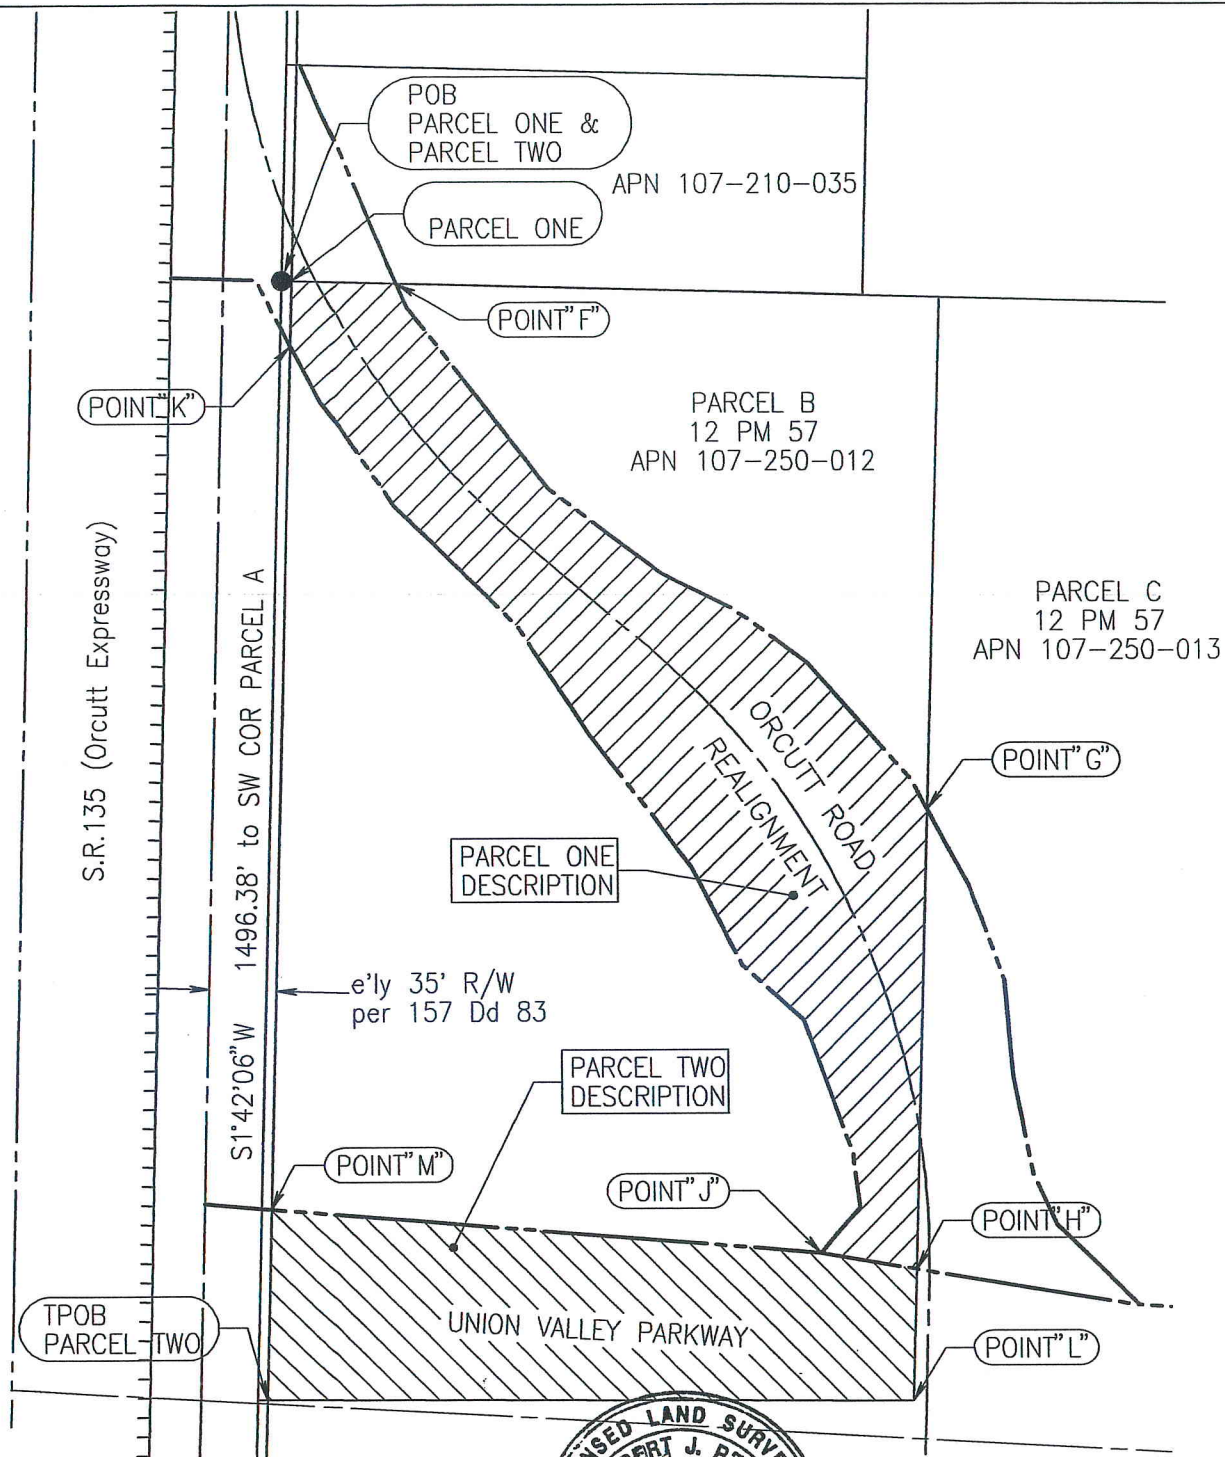 POB
PARCEL ONE &
PARCEL TWO
APN 107-210-035
PARCEL ONE
POINT"F"
POINT"K"
PARCEL B
12 PM 57
APN 107-250-012
PARCEL C
12 PM 57
APN 107-250-013
S.R.135 (Orcutt Expressway)
S1°42'06"W 1496.38' to SW COR PARCEL A
ORCUTT ROAD
REALIGNMENT
POINT"G"
PARCEL ONE
DESCRIPTION
e'ly 35' R/W
per 157 Dd 83
PARCEL TWO
DESCRIPTION
POINT"M"
POINT"J"
POINT"H"
TPOB
PARCEL TWO
UNION VALLEY PARKWAY
POINT"L"
LAND
J.